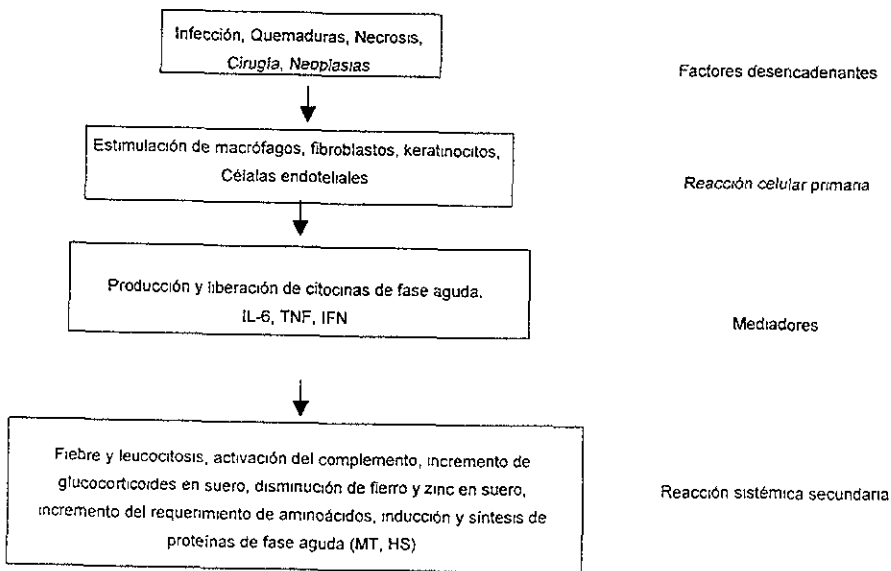 Infección, Quemaduras, Necrosis,
Cirugía, Neoplasias
Factores desencadenantes
Estimulación de macrófagos, fibroblastos, keratinocitos,
Célalas endoteliales
Reacción celular primaria
Producción y liberación de citocinas de fase aguda.
IL-6, TNF, IFN
Mediadores
Fiebre y leucocitosis, activación del complemento, incremento de
glucocorticoides en suero, disminución de fierro y zinc en suero,
incremento del requerimiento de aminoácidos, inducción y síntesis de
proteínas de fase aguda (MT, HS)
Reacción sistémica secundaria